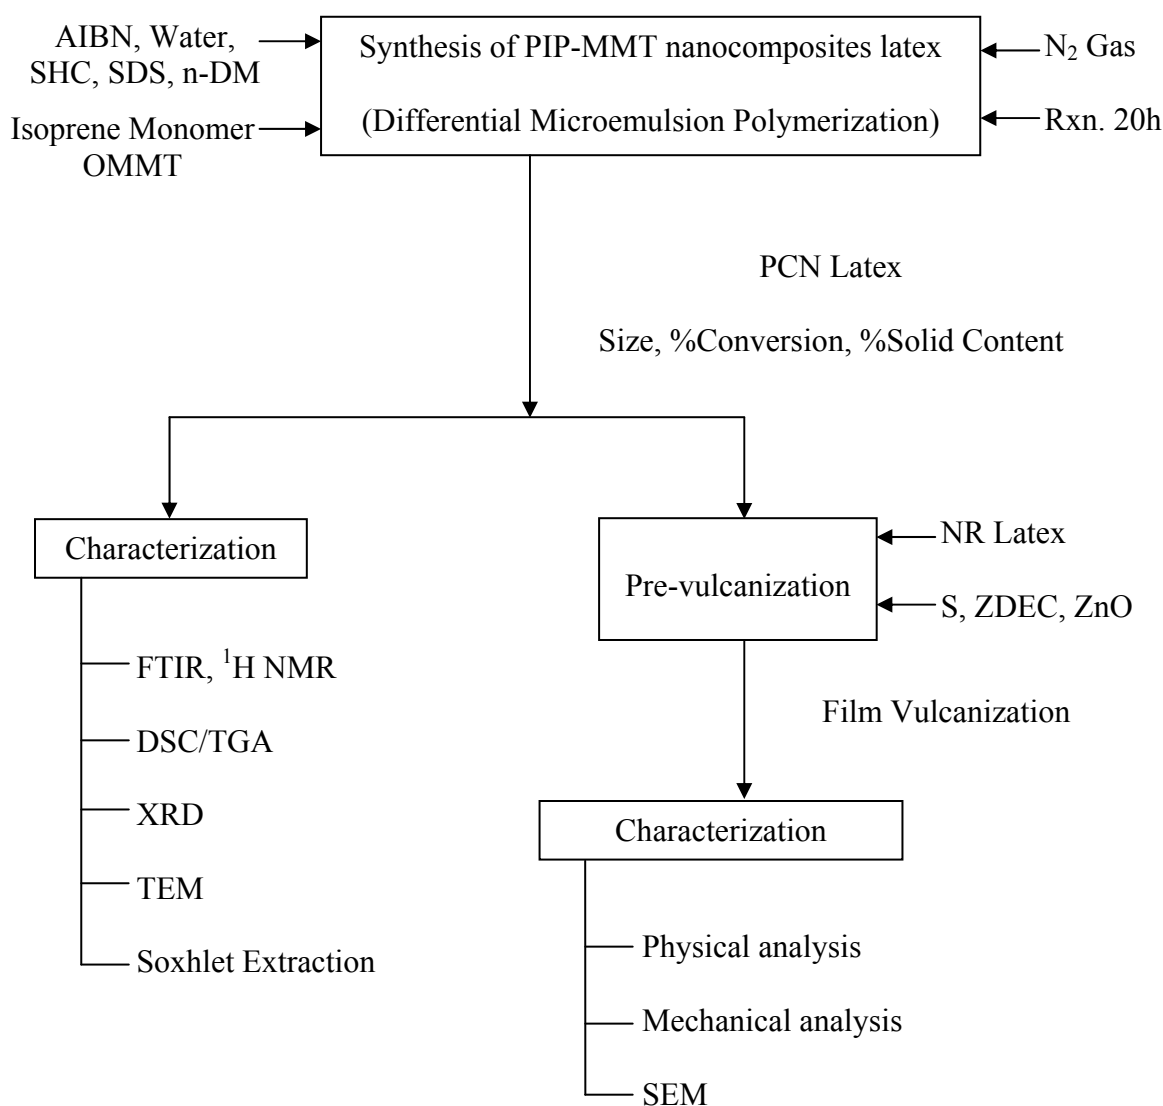 AIBN, Water,
SHC, SDS, n-DM
Isoprene Monomer
OMMT
Synthesis of PIP-MMT nanocomposites latex
(Differential Microemulsion Polymerization)
N₂ Gas
Rxn. 20h
PCN Latex
Size, %Conversion, %Solid Content
Characterization
FTIR, ¹H NMR
DSC/TGA
XRD
TEM
Soxhlet Extraction
Pre-vulcanization
NR Latex
S, ZDEC, ZnO
Film Vulcanization
Characterization
Physical analysis
Mechanical analysis
SEM